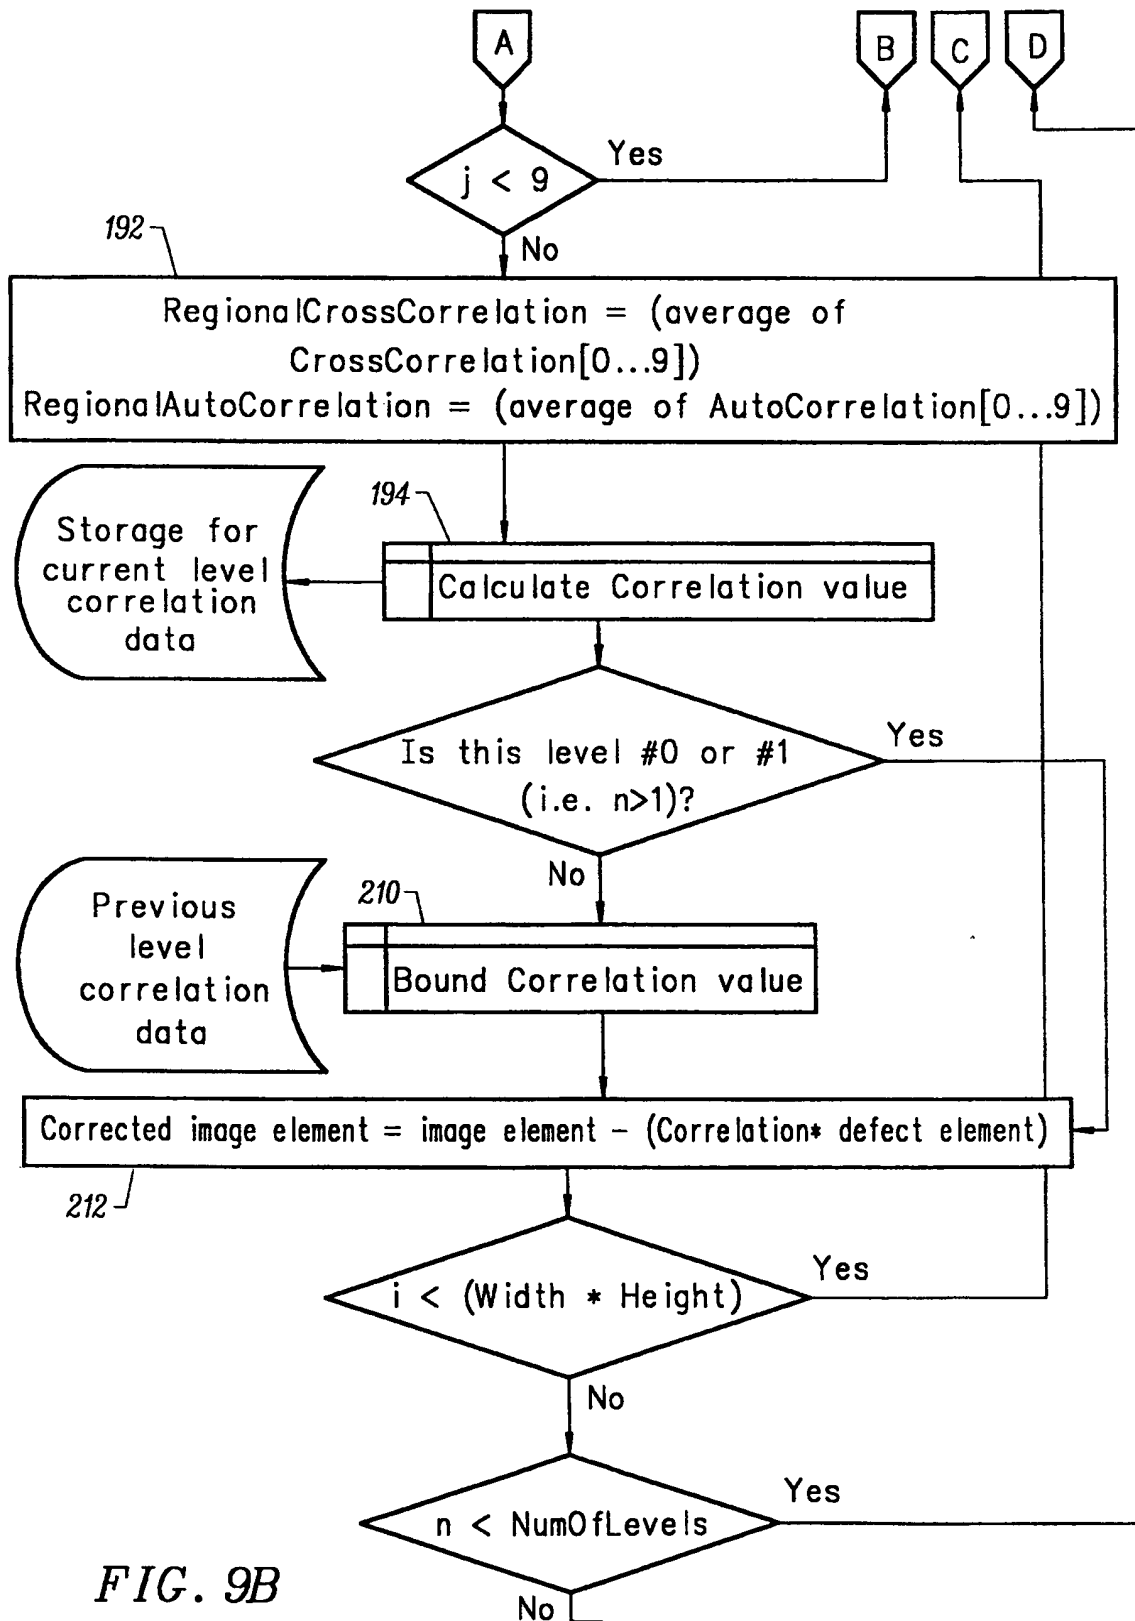 A
B
C
D
j < 9
Yes
No
192
RegionalCrossCorrelation = (average of
CrossCorrelation[0...9])
RegionalAutoCorrelation = (average of AutoCorrelation[0...9])
194
Storage for
current level
correlation
data
Calculate Correlation value
Is this level #0 or #1
(i.e. n>1)?
Yes
No
210
Previous
level
correlation
data
Bound Correlation value
Corrected image element = image element - (Correlation* defect element)
212
i < (Width * Height)
Yes
No
n < NumOfLevels
Yes
No
FIG. 9B